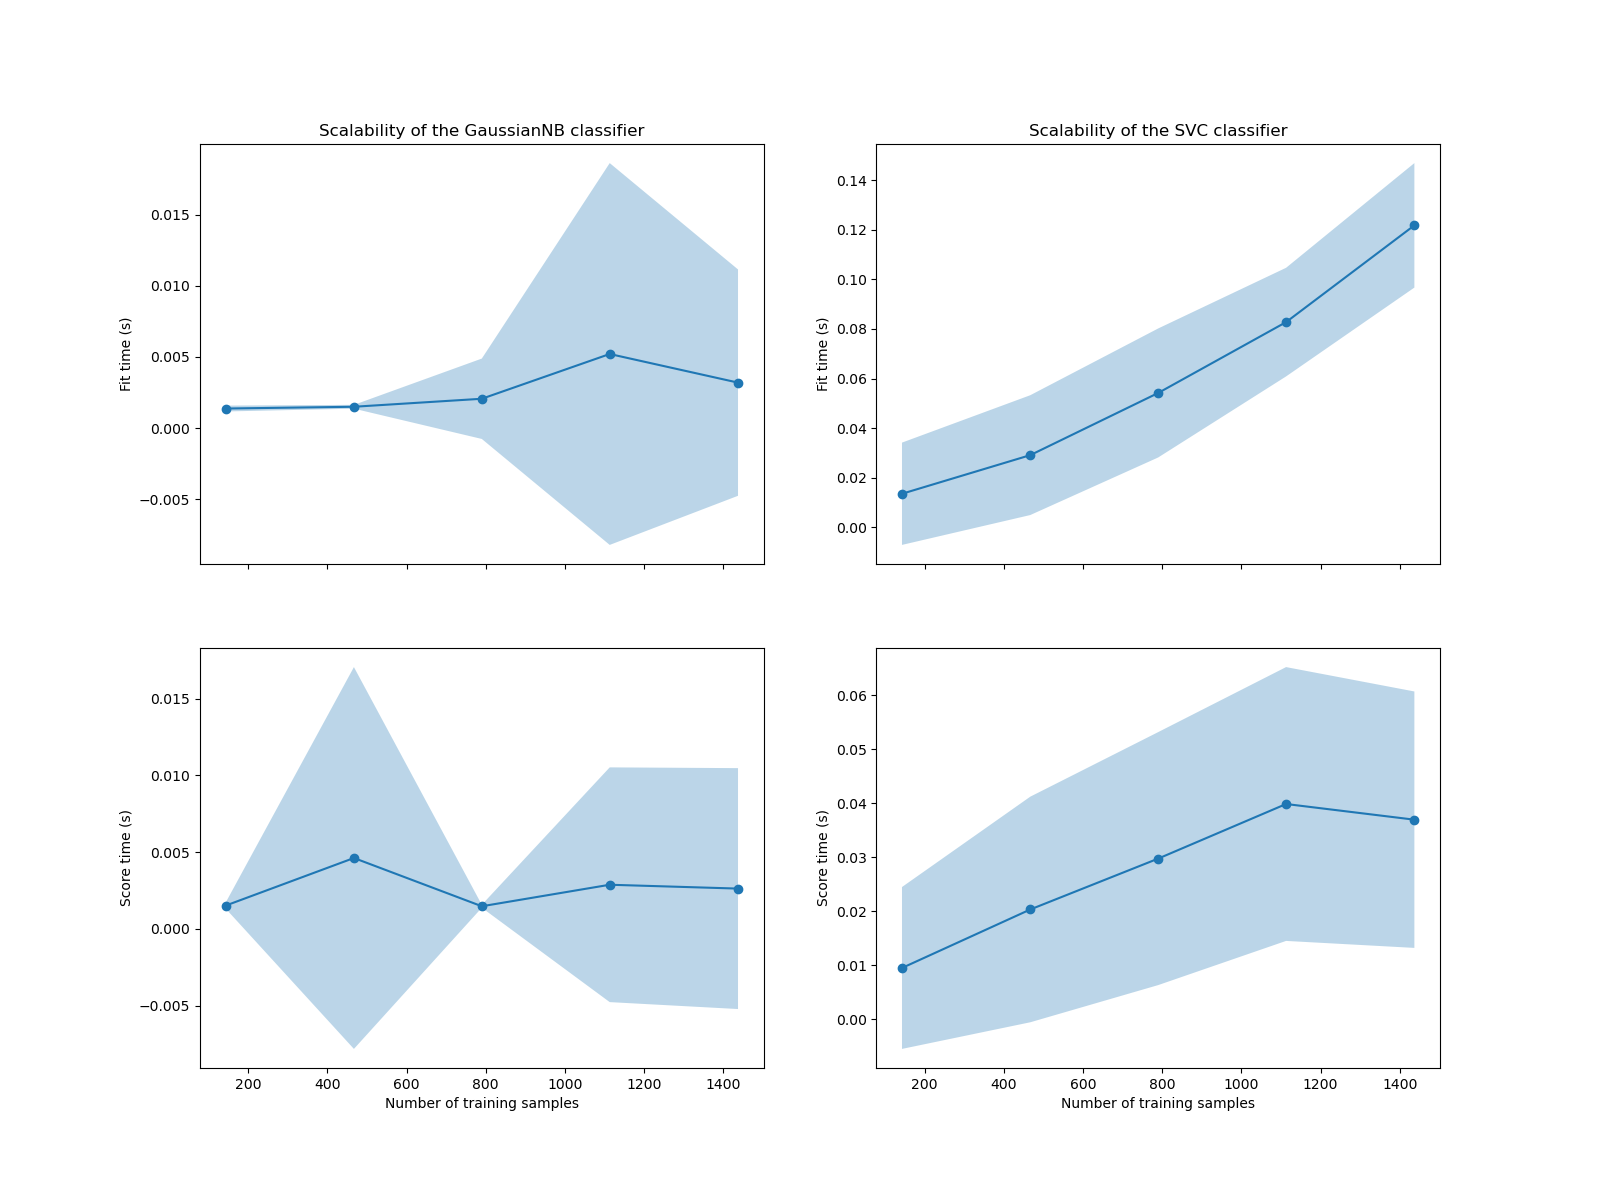 Scalability of the GaussianNB classifier
Fit time (s)
0.015
0.010
0.005
0.000
−0.005
Scalability of the SVC classifier
Fit time (s)
0.14
0.12
0.10
0.08
0.06
0.04
0.02
0.00
Score time (s)
0.015
0.010
0.005
0.000
−0.005
200 400 600 800 1000 1200 1400
Number of training samples
Score time (s)
0.06
0.05
0.04
0.03
0.02
0.01
0.00
200 400 600 800 1000 1200 1400
Number of training samples